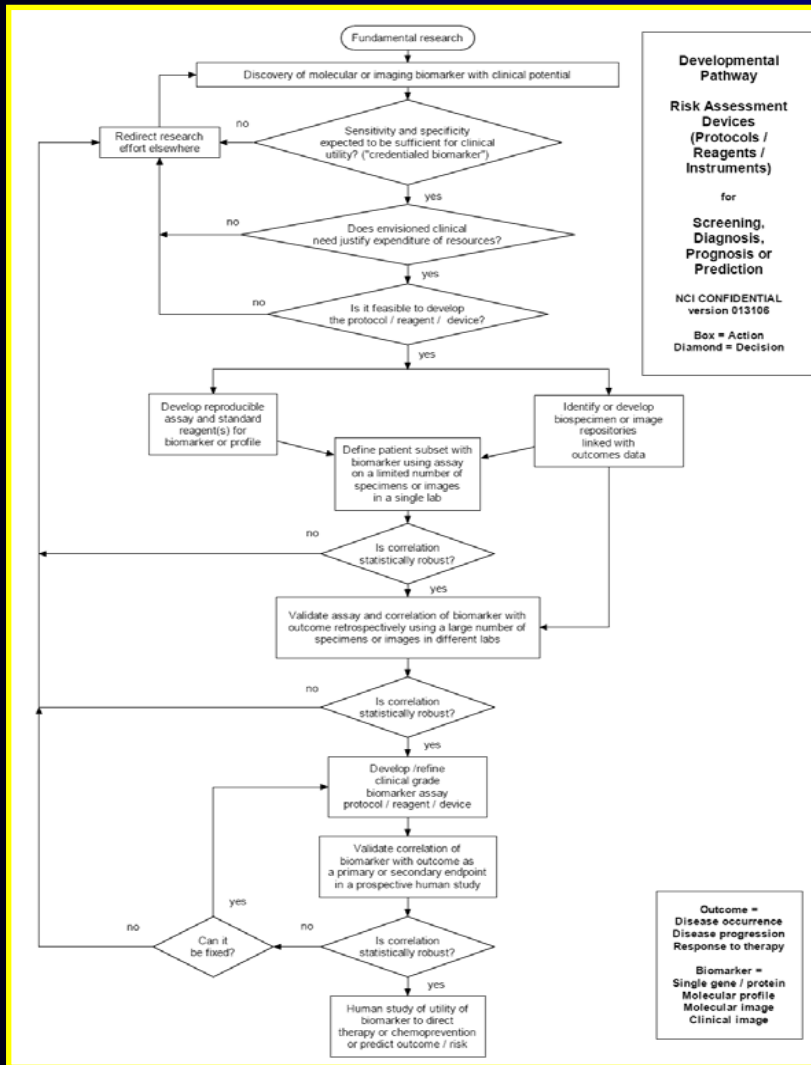 Fundamental research
Discovery of molecular or imaging biomarker with clinical potential
Redirect research
effort elsewhere
no
Sensitivity and specificity
expected to be sufficient for clinical
utility? ("credentialed biomarker")
yes
no
Does envisioned clinical
need justify expenditure of resources?
yes
no
Is it feasible to develop
the protocol / reagent / device?
yes
Develop reproducible
assay and standard
reagent(s) for
biomarker or profile
Identify or develop
biospecimen or image
repositories
linked with
outcomes data
Define patient subset with
biomarker using assay
on a limited number of
specimens or images
in a single lab
no
Is correlation
statistically robust?
yes
Validate assay and correlation of biomarker with
outcome retrospectively using a large number of
specimens or images in different labs
no
Is correlation
statistically robust?
yes
Develop /refine
clinical grade
biomarker assay
protocol / reagent / device
Validate correlation of
biomarker with outcome as
a primary or secondary endpoint
in a prospective human study
yes
no
Can it
be fixed?
no
Is correlation
statistically robust?
yes
Human study of utility of
biomarker to direct
therapy or chemoprevention
or predict outcome / risk
Developmental
Pathway
Risk Assessment
Devices
(Protocols /
Reagents /
Instruments)
for
Screening,
Diagnosis,
Prognosis or
Prediction
NCI CONFIDENTIAL
version 013106
Box = Action
Diamond = Decision
Outcome =
Disease occurrence
Disease progression
Response to therapy
Biomarker =
Single gene / protein
Molecular profile
Molecular image
Clinical image